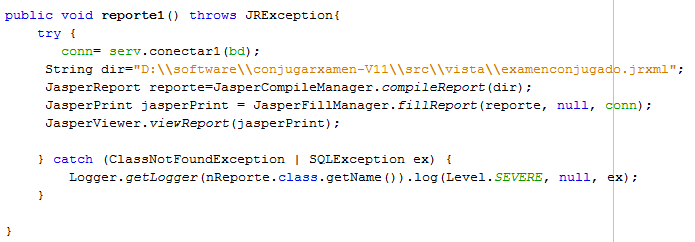 public void reporte1() throws JRException{
try {
conn= serv.conectar1(bd);
String dir="D:\\software\\conjugarxamen-V11\\src\\vista\\examenconjugado.jrxml";
JasperReport reporte=JasperCompileManager.compileReport(dir);
JasperPrint jasperPrint = JasperFillManager.fillReport(reporte, null, conn);
JasperViewer.viewReport(jasperPrint);
} catch (ClassNotFoundException | SQLException ex) {
Logger.getLogger(nReporte.class.getName()).log(Level.SEVERE, null, ex);
}
}